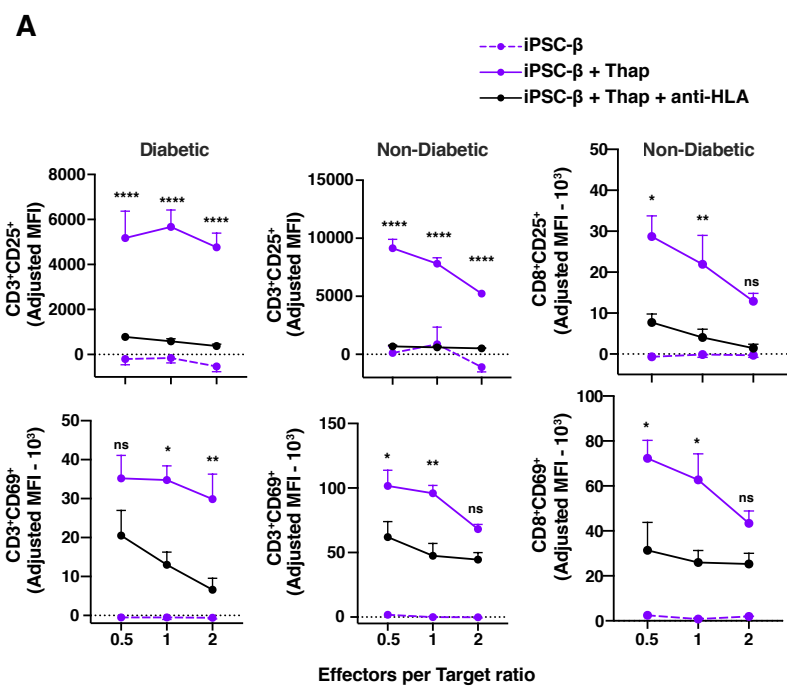 A
iPSC-β
iPSC-β + Thap
iPSC-β + Thap + anti-HLA
Diabetic
CD3⁺CD25⁺
(Adjusted MFI)
8000
6000
4000
2000
0
****
****
****
Non-Diabetic
CD3⁺CD25⁺
(Adjusted MFI)
15000
10000
5000
0
****
****
****
Non-Diabetic
CD8⁺CD25⁺
(Adjusted MFI - 10³)
50
40
30
20
10
0
*
**
ns
CD3⁺CD69⁺
(Adjusted MFI - 10³)
50
40
30
20
10
0
ns
*
**
0.5 1 2
CD3⁺CD69⁺
(Adjusted MFI - 10³)
150
100
50
0
*
**
ns
0.5 1 2
CD8⁺CD69⁺
(Adjusted MFI - 10³)
100
80
60
40
20
0
*
*
ns
0.5 1 2
Effectors per Target ratio